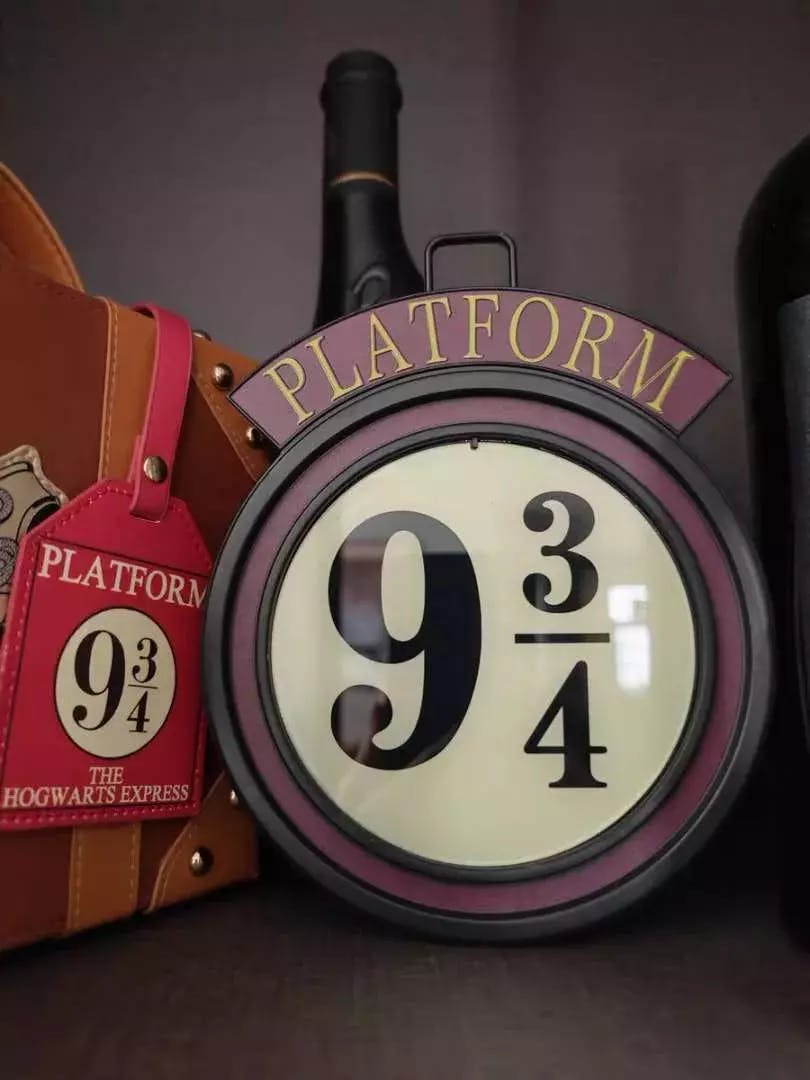 PLATFORM
9 3/4
PLATFORM
9 3/4
THE
HOGWARTS EXPRESS